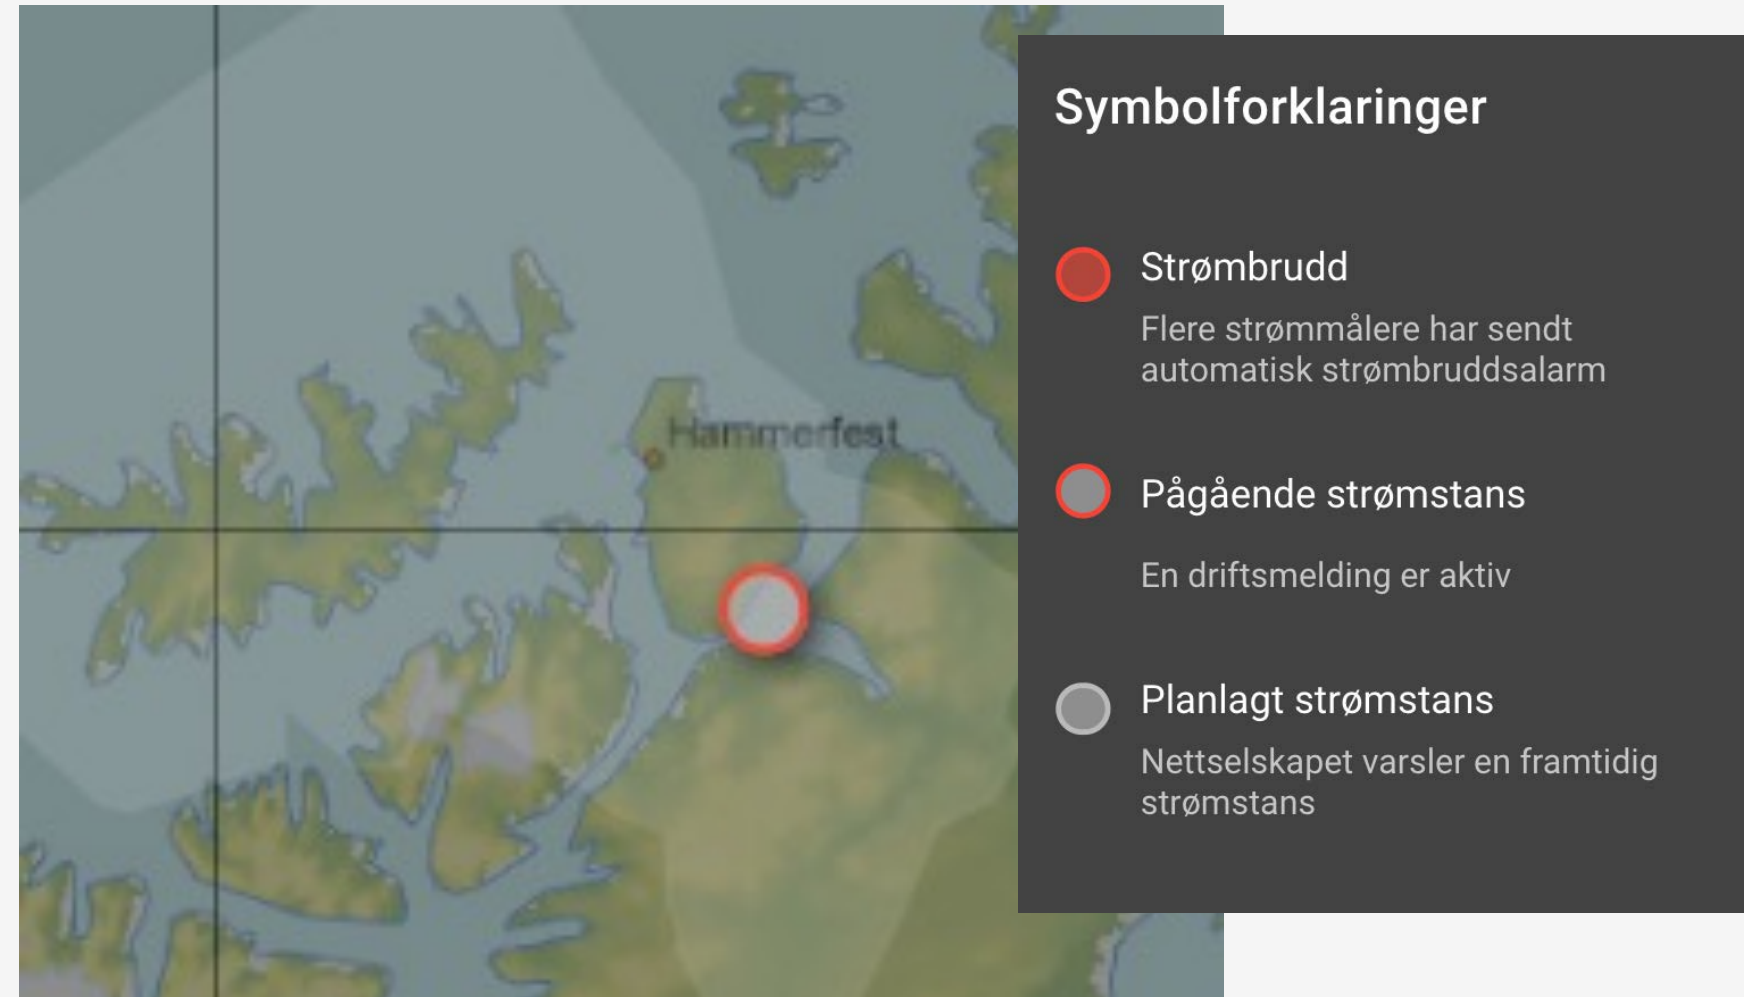 Hammerfest
Symbolforklaringer
Strømbrudd
Flere strømmålere har sendt
automatisk strømbruddsalarm
Pågående strømstans
En driftsmelding er aktiv
Planlagt strømstans
Nettselskapet varsler en framtidig
strømstans